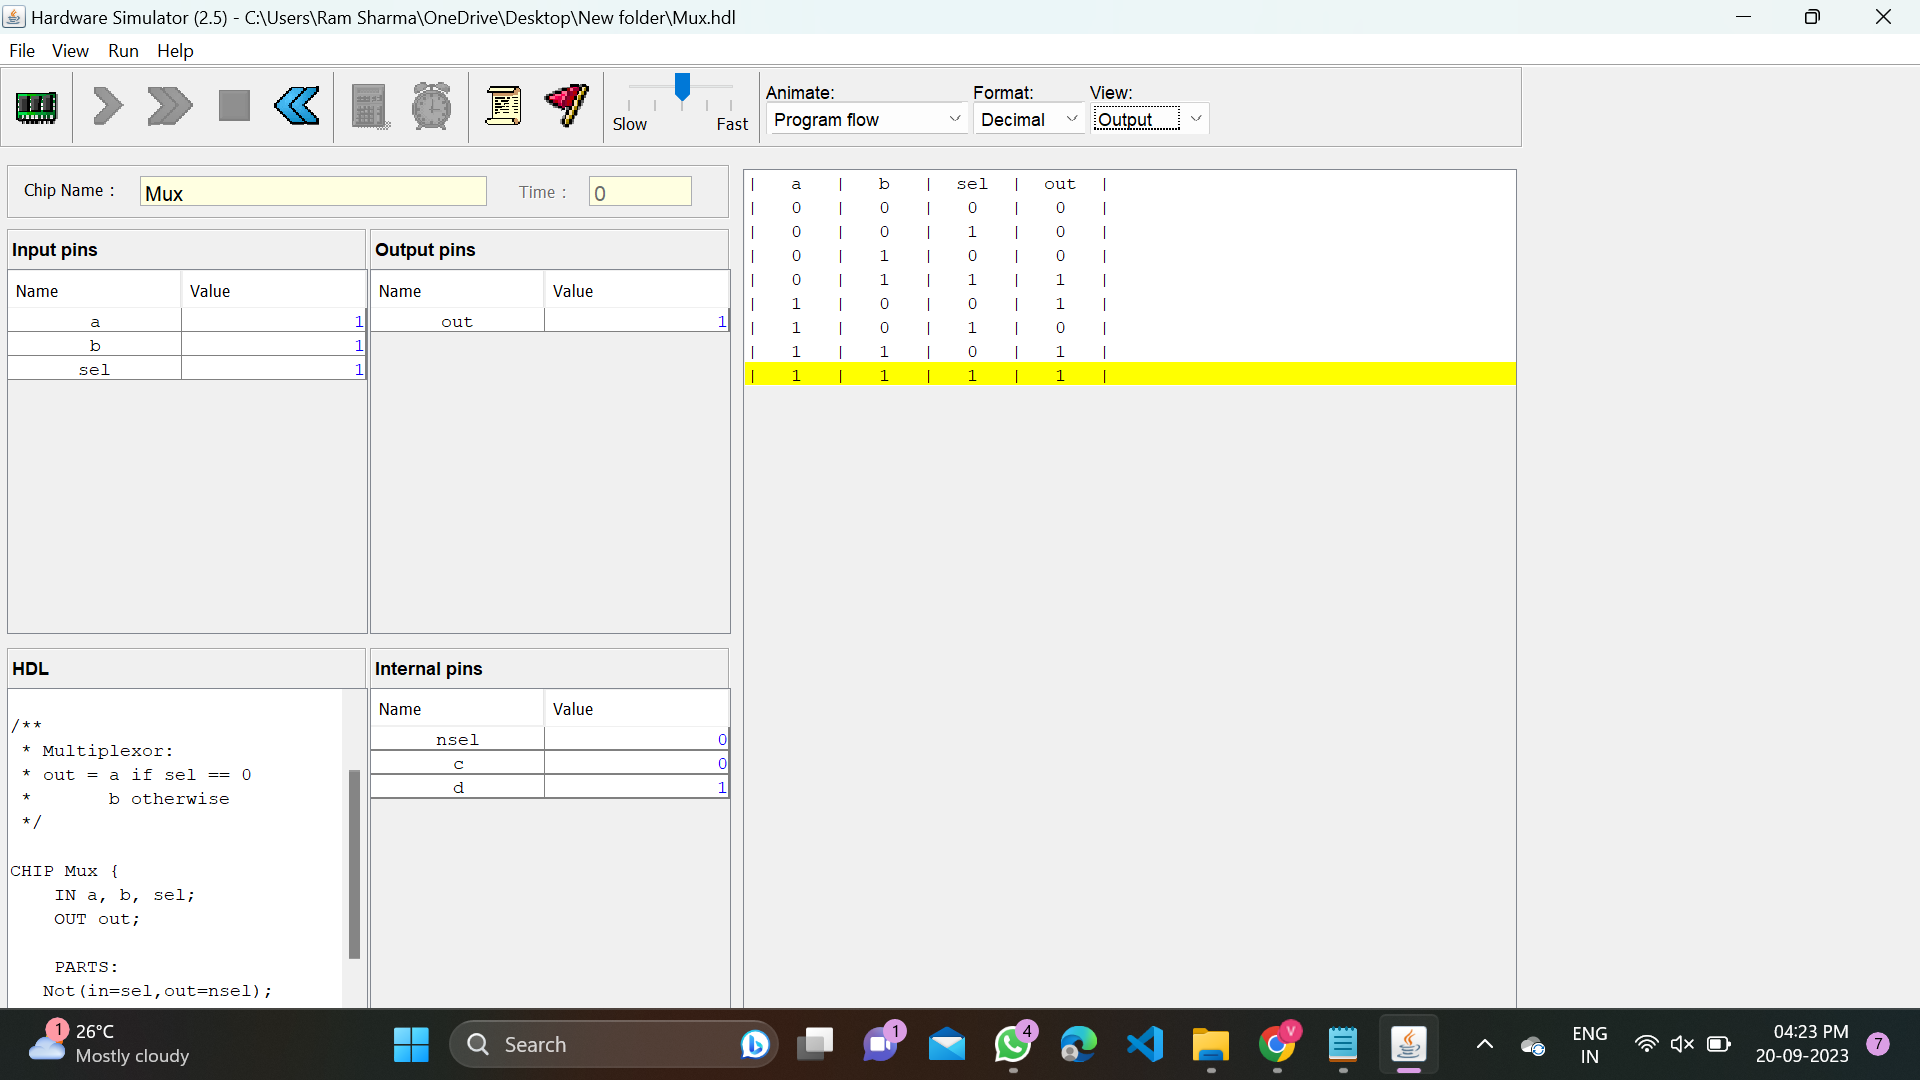 Hardware Simulator (2.5) - C:\Users\Ram Sharma\OneDrive\Desktop\New folder\Mux.hdl
File View Run Help
Slow Fast
Animate: Format: View:
Program flow Decimal Output
Chip Name : Mux Time : 0
Input pins
Name Value
a 1
b 1
sel 1
Output pins
Name Value
out 1
| a | b | sel | out |
| 0 | 0 | 0 | 0 |
| 0 | 0 | 1 | 0 |
| 0 | 1 | 0 | 0 |
| 0 | 1 | 1 | 1 |
| 1 | 0 | 0 | 1 |
| 1 | 0 | 1 | 0 |
| 1 | 1 | 0 | 1 |
| 1 | 1 | 1 | 1 |
HDL
/**
* Multiplexor:
* out = a if sel == 0
* b otherwise
*/
CHIP Mux {
IN a, b, sel;
OUT out;
PARTS:
Not(in=sel,out=nsel);
Internal pins
Name Value
nsel 0
c 0
d 1
1
26°C
Mostly cloudy
Search
1
4
V
ENG
IN
04:23 PM
20-09-2023
7